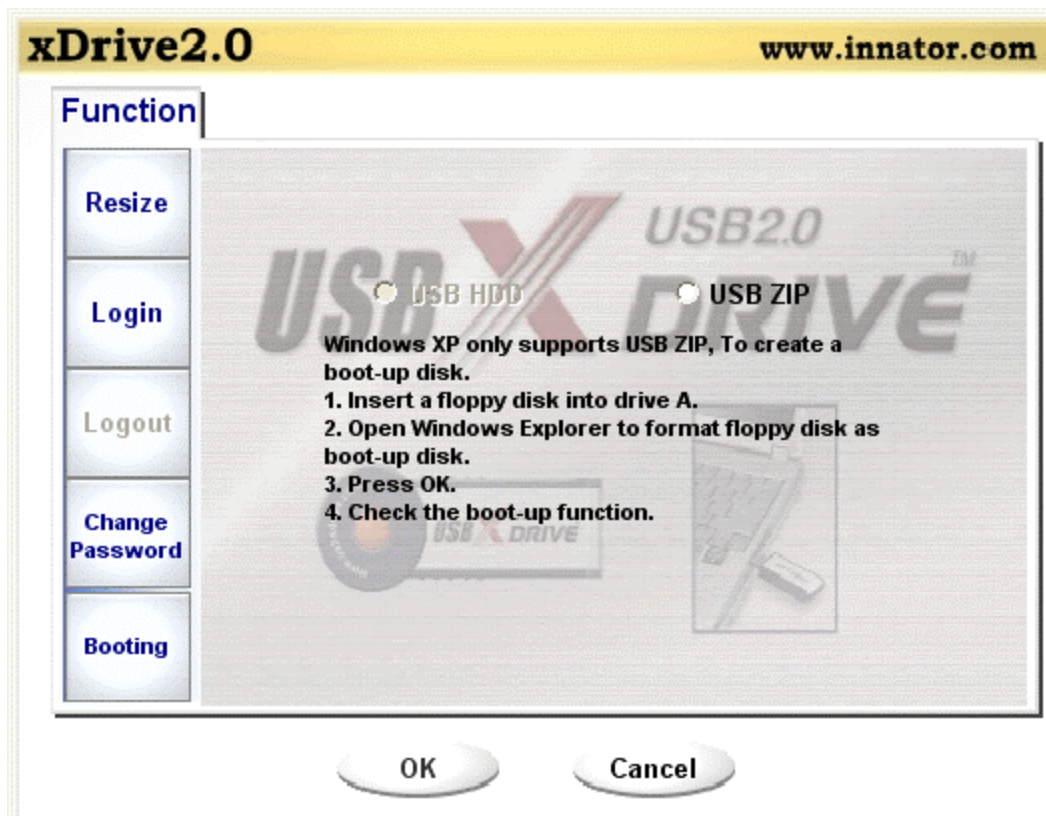 xDrive2.0
www.innator.com
Function
Resize
Login
Logout
Change
Password
Booting
USB X DRIVE TM
USB2.0
USB HDD
USB ZIP
Windows XP only supports USB ZIP, To create a
boot-up disk.
1. Insert a floppy disk into drive A.
2. Open Windows Explorer to format floppy disk as
boot-up disk.
3. Press OK.
4. Check the boot-up function.
USB X DRIVE
OK
Cancel